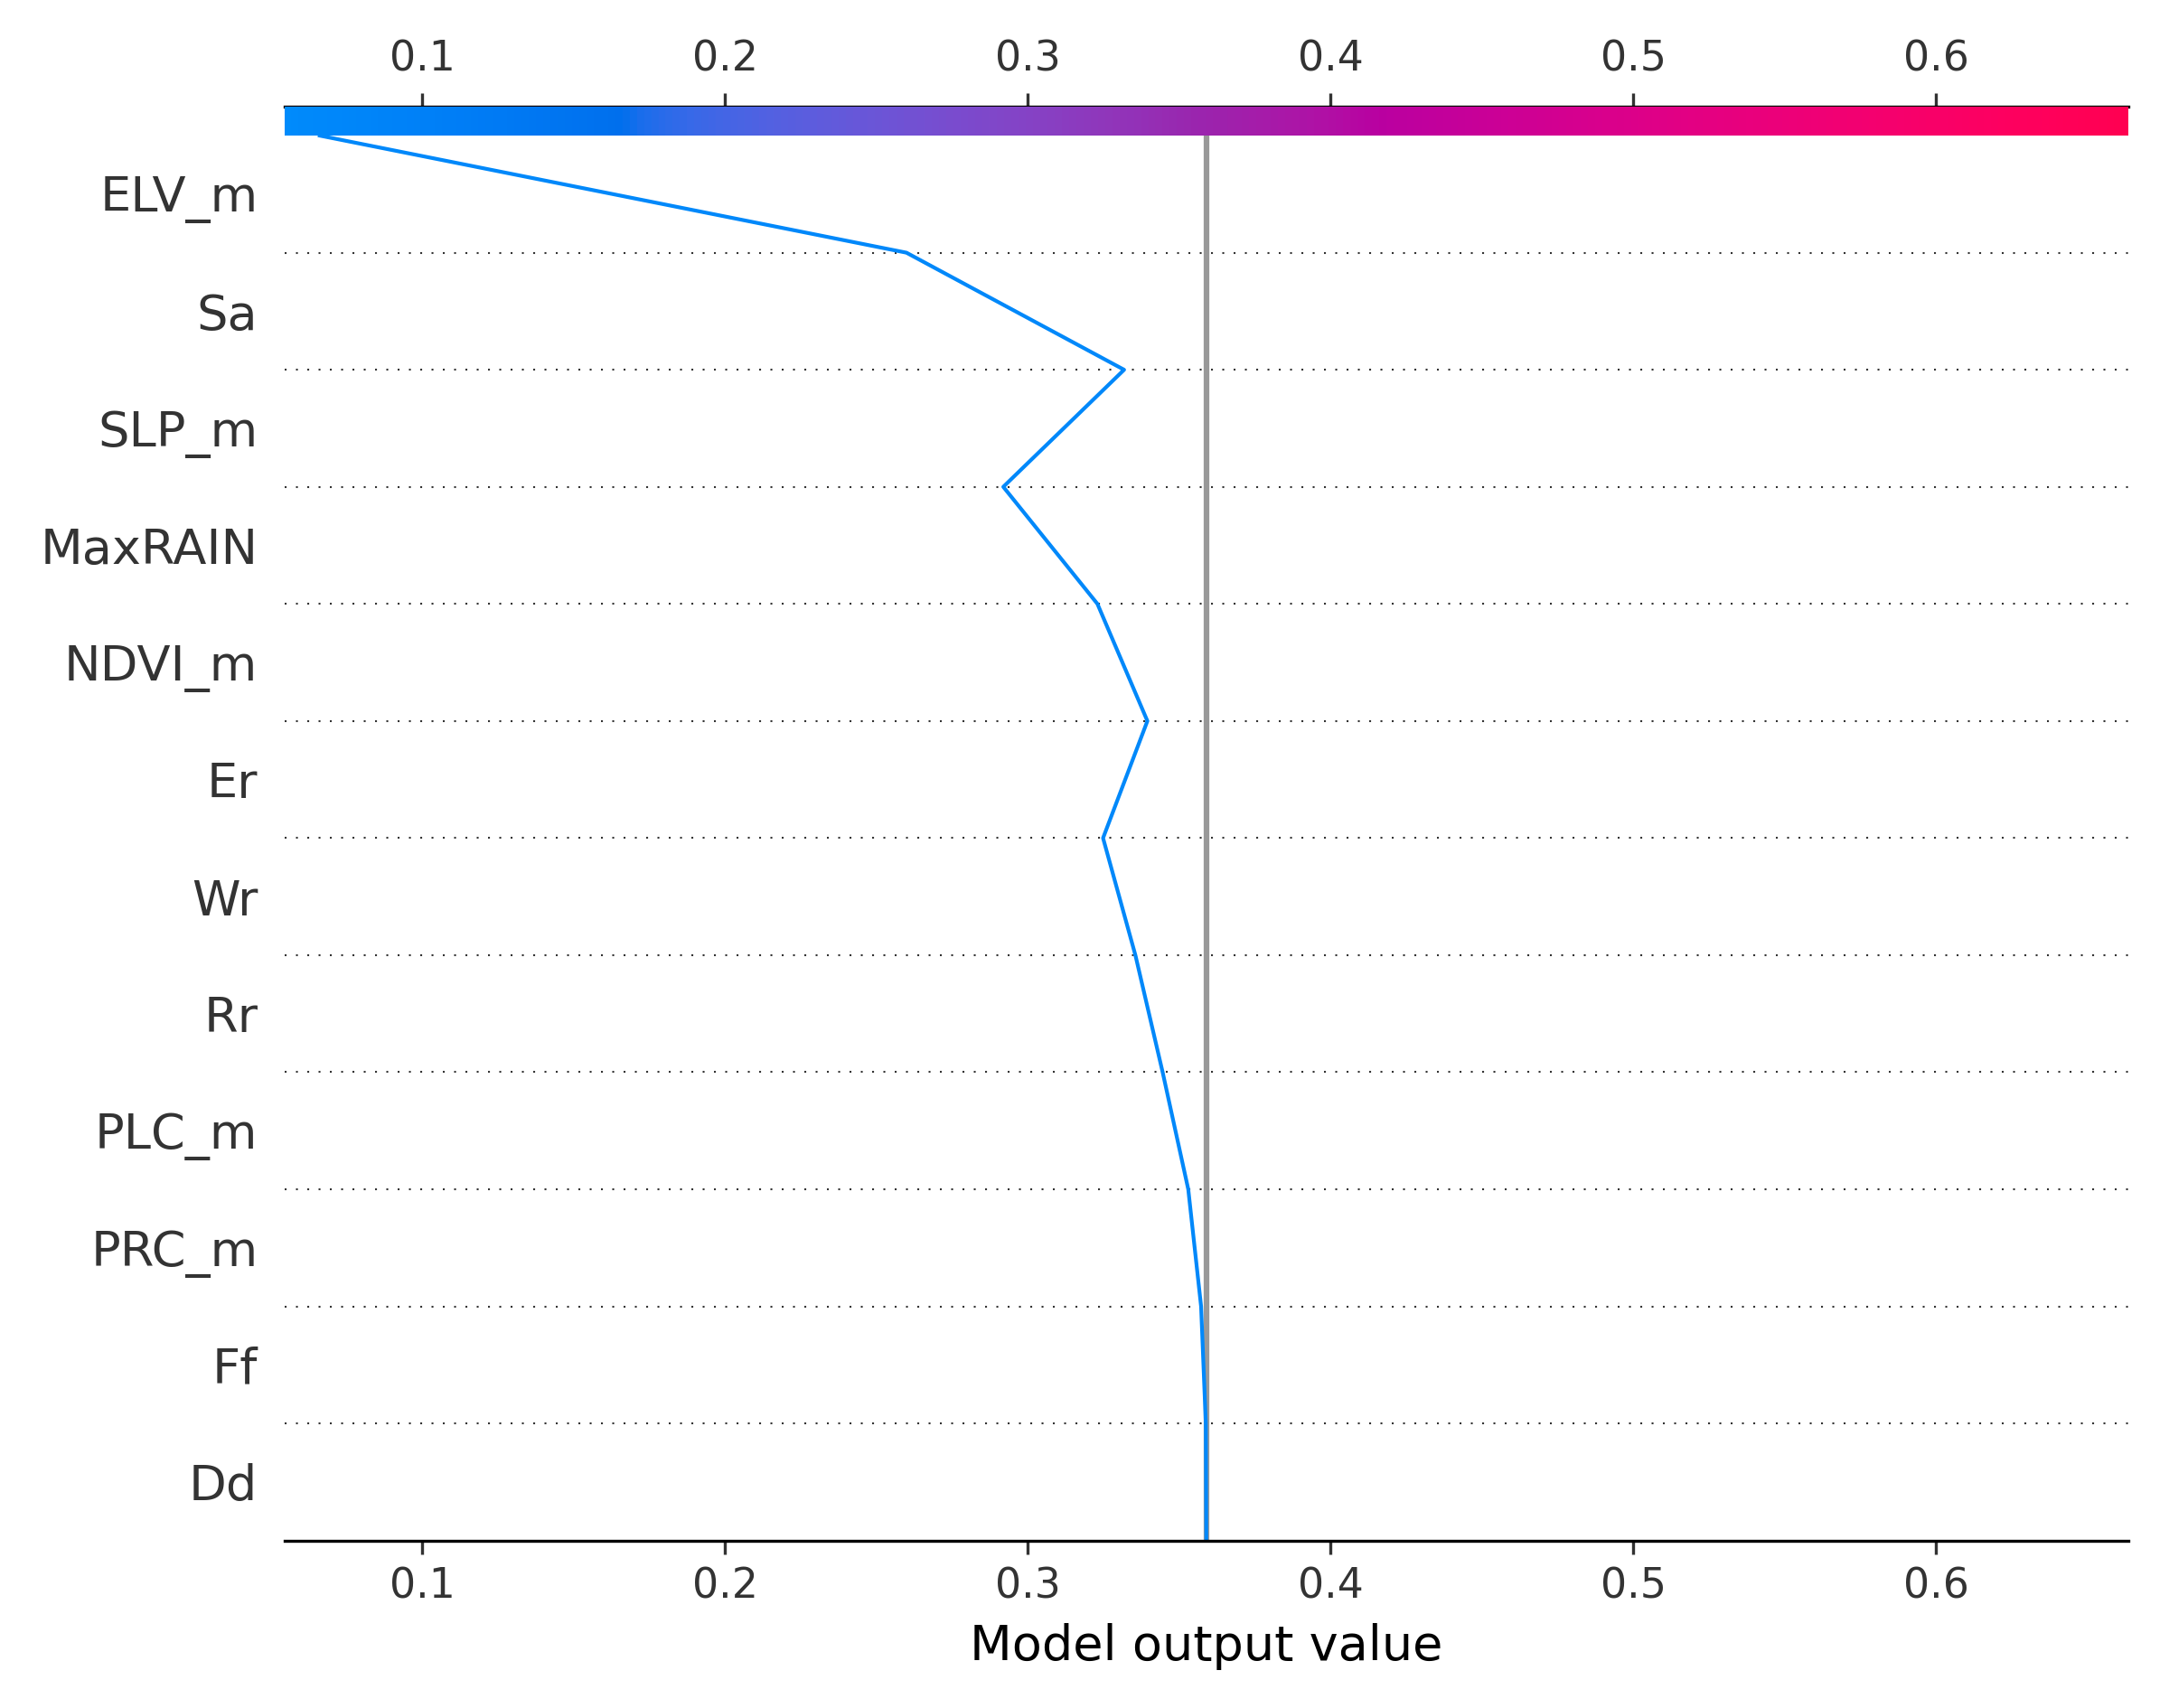 0.1 0.2 0.3 0.4 0.5 0.6
ELV_m
Sa
SLP_m
MaxRAIN
NDVI_m
Er
Wr
Rr
PLC_m
PRC_m
Ff
Dd
0.1 0.2 0.3 0.4 0.5 0.6
Model output value